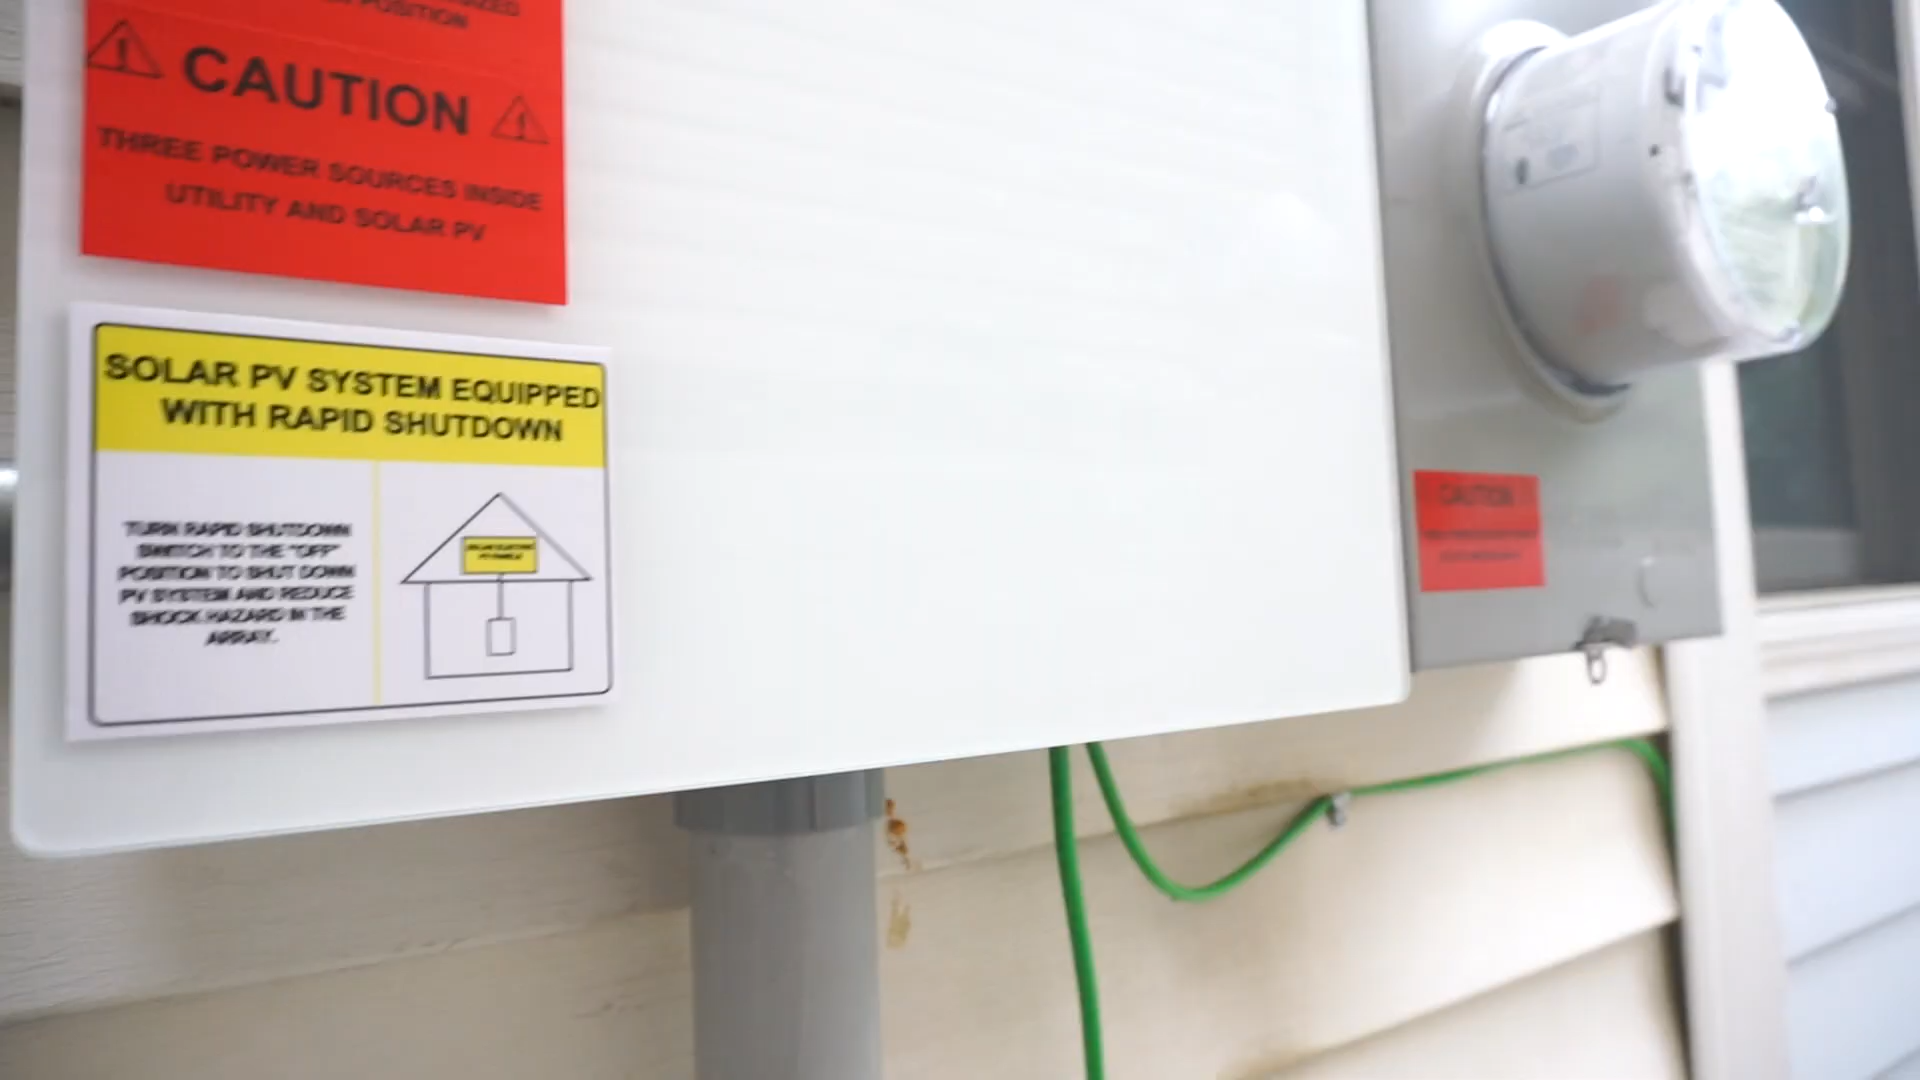 POSITION
CAUTION
THREE POWER SOURCES INSIDE
UTILITY AND SOLAR PV
SOLAR PV SYSTEM EQUIPPED
WITH RAPID SHUTDOWN
TURN RAPID SHUTDOWN
SWITCH TO THE "OFF"
POSITION TO SHUT DOWN
PV SYSTEM AND REDUCE
SHOCK HAZARD IN THE
ARRAY.
CAUTION